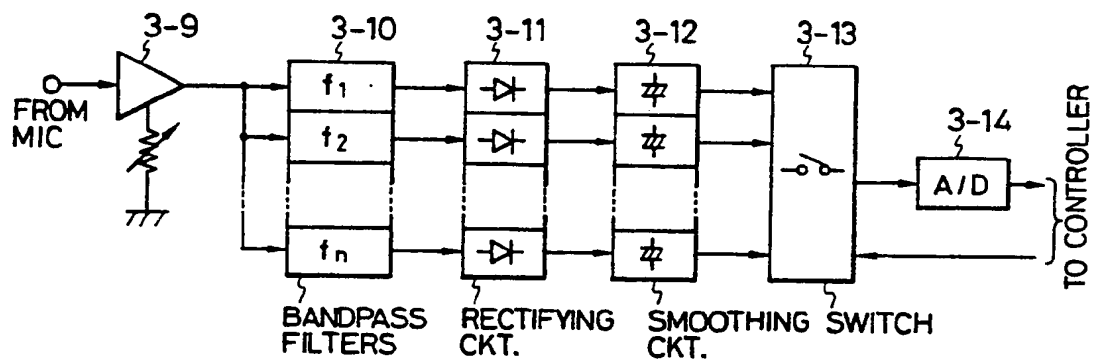 3-9
3-10
3-11
3-12
3-13
3-14
FROM
MIC
f1
f2
fn
A/D
TO CONTROLLER
BANDPASS
FILTERS
RECTIFYING
CKT.
SMOOTHING
CKT.
SWITCH